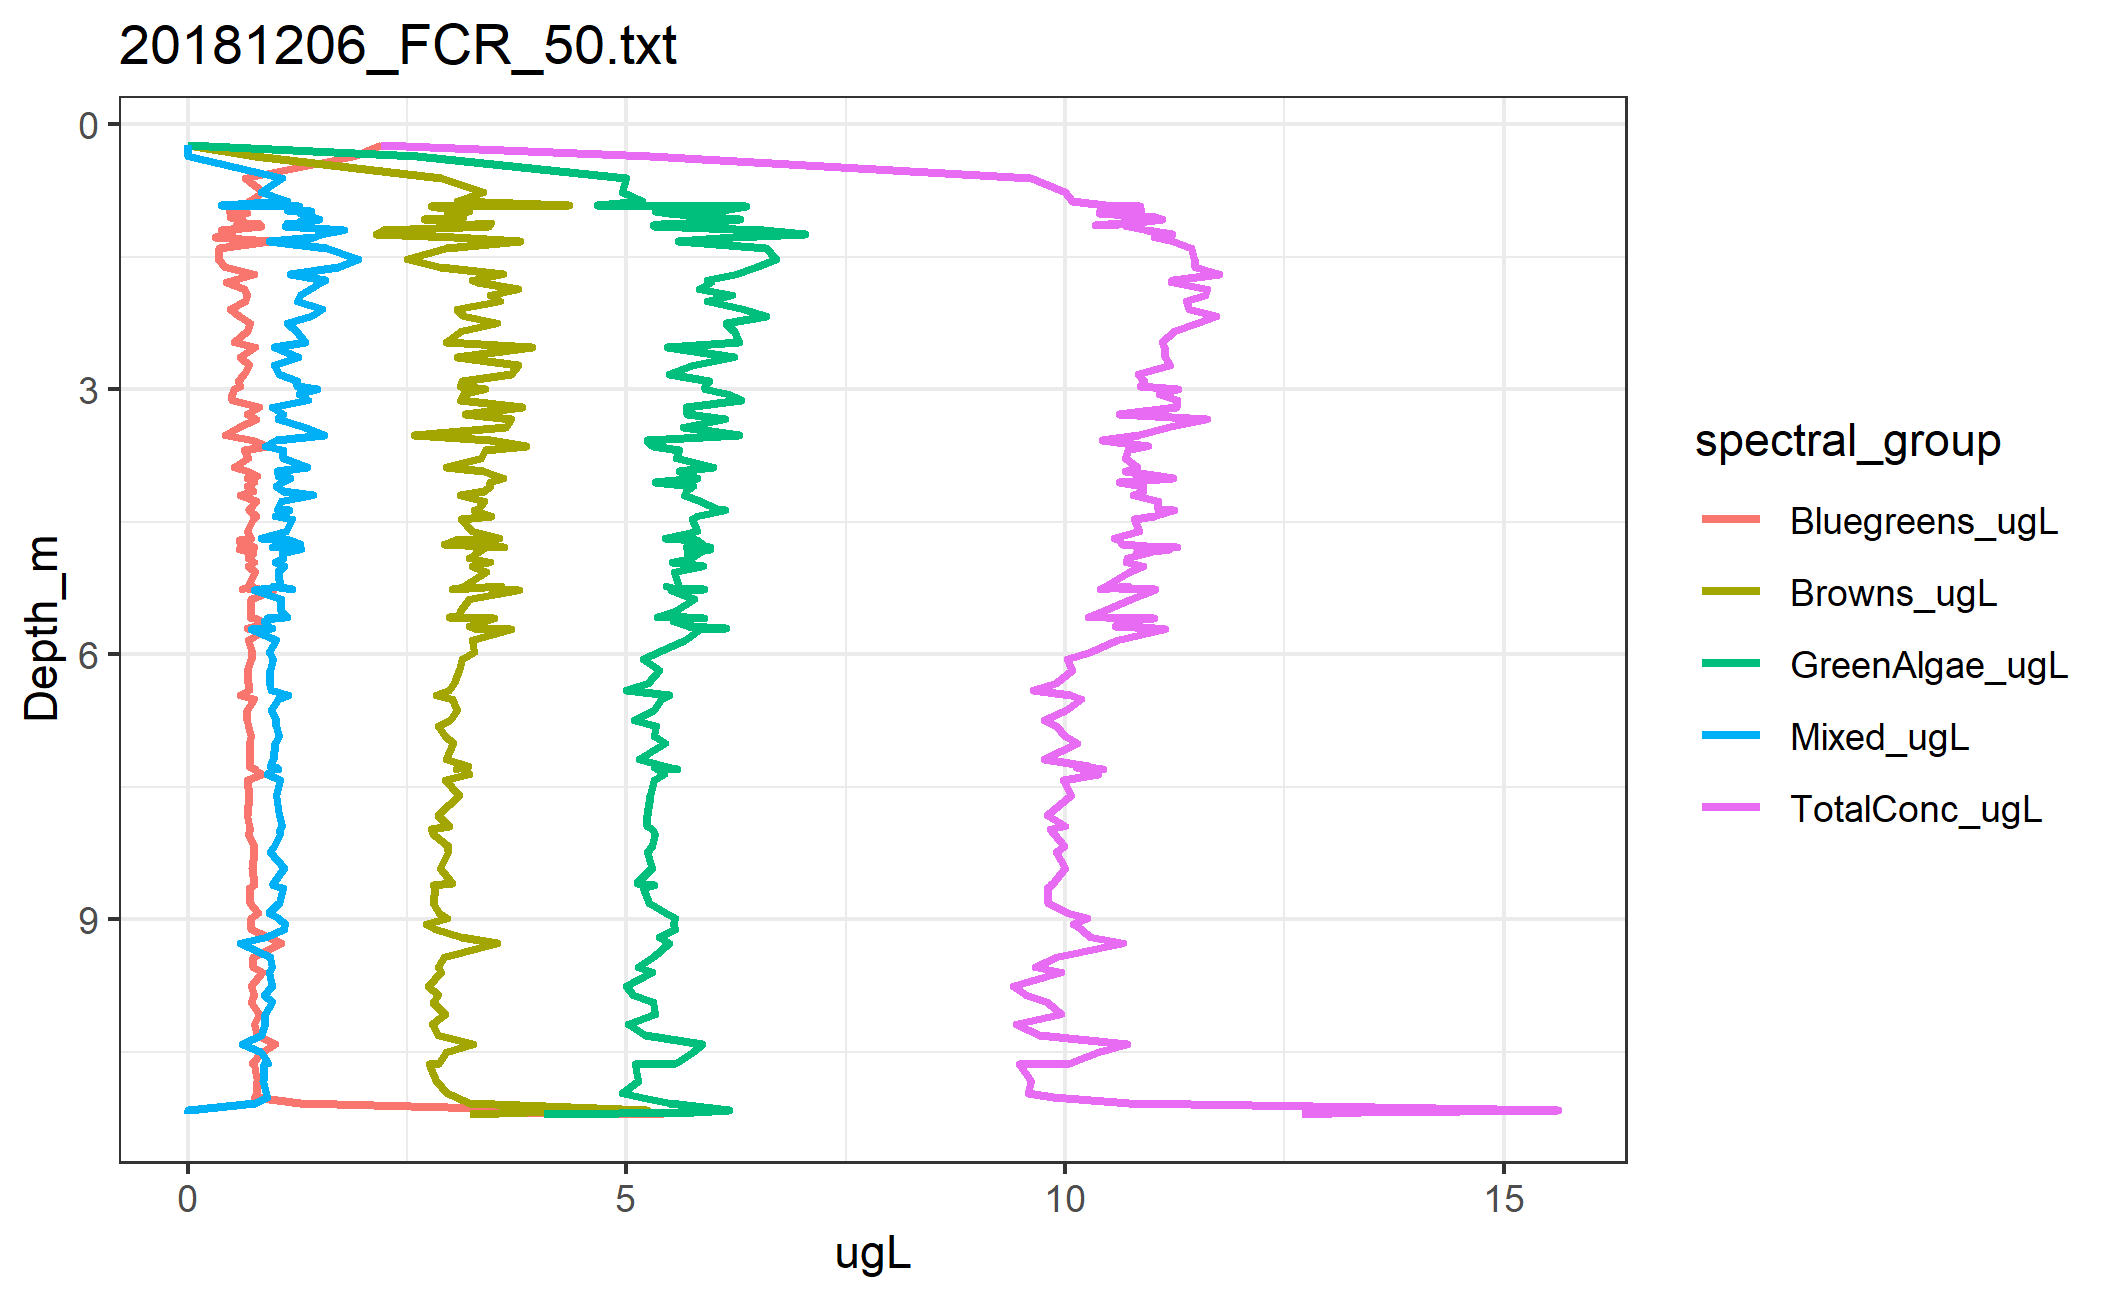 20181206_FCR_50.txt
0
3
6
9
Depth_m
0
5
10
15
ugL
spectral_group
Bluegreens_ugL
Browns_ugL
GreenAlgae_ugL
Mixed_ugL
TotalConc_ugL